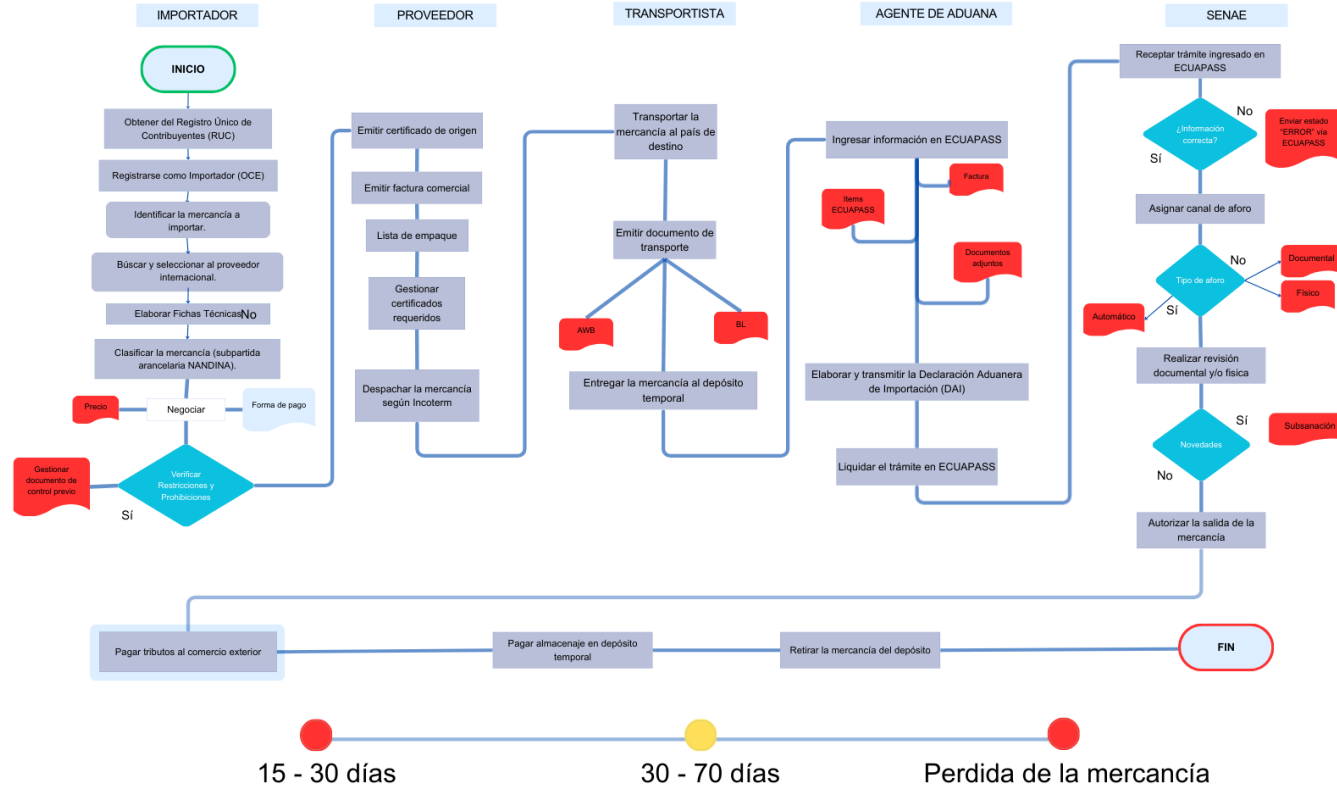 IMPORTADOR
INICIO
Obtener del Registro Único de
Contribuyentes (RUC)
Registrarse como Importador (OCE)
Identificar la mercancía a
importar.
Búscar y seleccionar al proveedor
internacional.
Elaborar Fichas Técnicas
No
Clasificar la mercancía (subpartida
arancelaria NANDINA).
Precio
Negociar
Forma de pago
Gestionar
documento de
control previo
Verificar
Restricciones y
Prohibiciones
Sí
PROVEEDOR
Emitir certificado de origen
Emitir factura comercial
Lista de empaque
Gestionar
certificados
requeridos
Despachar la mercancía
según Incoterm
TRANSPORTISTA
Transportar la
mercancía al país de
destino
Emitir documento de
transporte
AWB
BL
Entregar la mercancía al depósito
temporal
AGENTE DE ADUANA
Ingresar información en ECUAPASS
Factura
Items
ECUAPASS
Documentos
adjuntos
Elaborar y transmitir la Declaración Aduanera
de Importación (DAI)
Liquidar el trámite en ECUAPASS
SENAE
Receptar trámite ingresado en
ECUAPASS
¿Información
correcta?
No
Enviar estado
"ERROR" vía
ECUAPASS
Sí
Asignar canal de aforo
Tipo de aforo
No
Documental
Físico
Sí
Automático
Realizar revisión
documental y/o fisica
Novedades
Sí
Subsanación
No
Autorizar la salida de la
mercancía
Pagar tributos al comercio exterior
Pagar almacenaje en depósito
temporal
Retirar la mercancía del depósito
FIN
15 - 30 días
30 - 70 días
Perdida de la mercancía